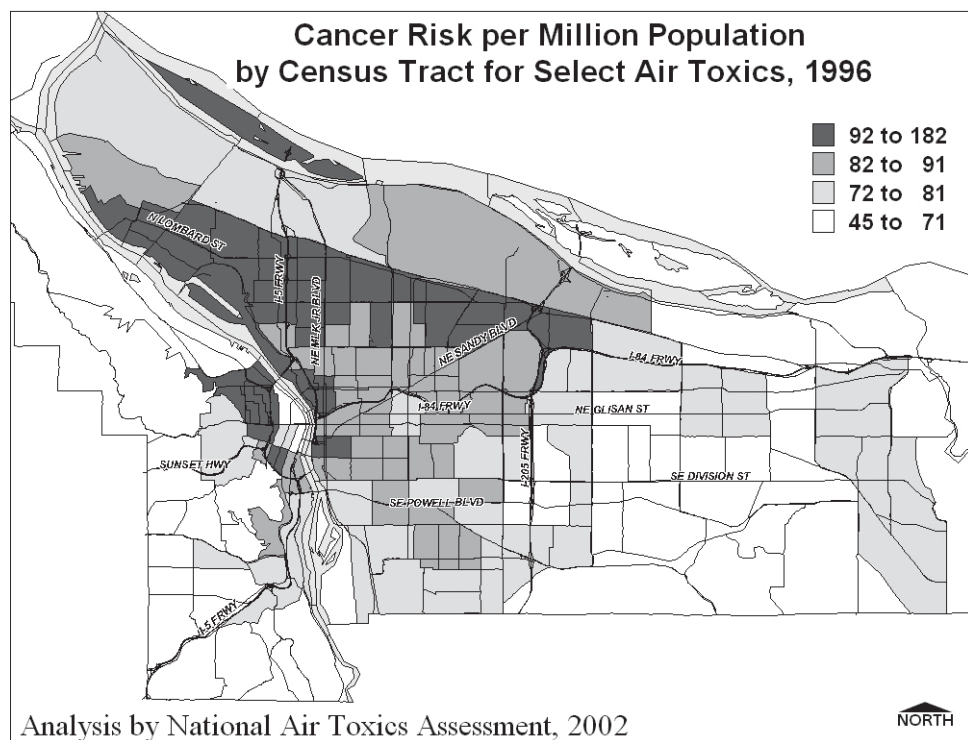 Cancer Risk per Million Population
by Census Tract for Select Air Toxics, 1996
92 to 182
82 to 91
72 to 81
45 to 71
N LOMBARD ST
I-5 FRWY
NE MLK JR BLVD
NE SANDY BLVD
I-84 FRWY
I-84 FRWY
NE GLISAN ST
SUNSET HWY
I-205 FRWY
SE DIVISION ST
SE POWELL BLVD
I-5 FRWY
Analysis by National Air Toxics Assessment, 2002
NORTH